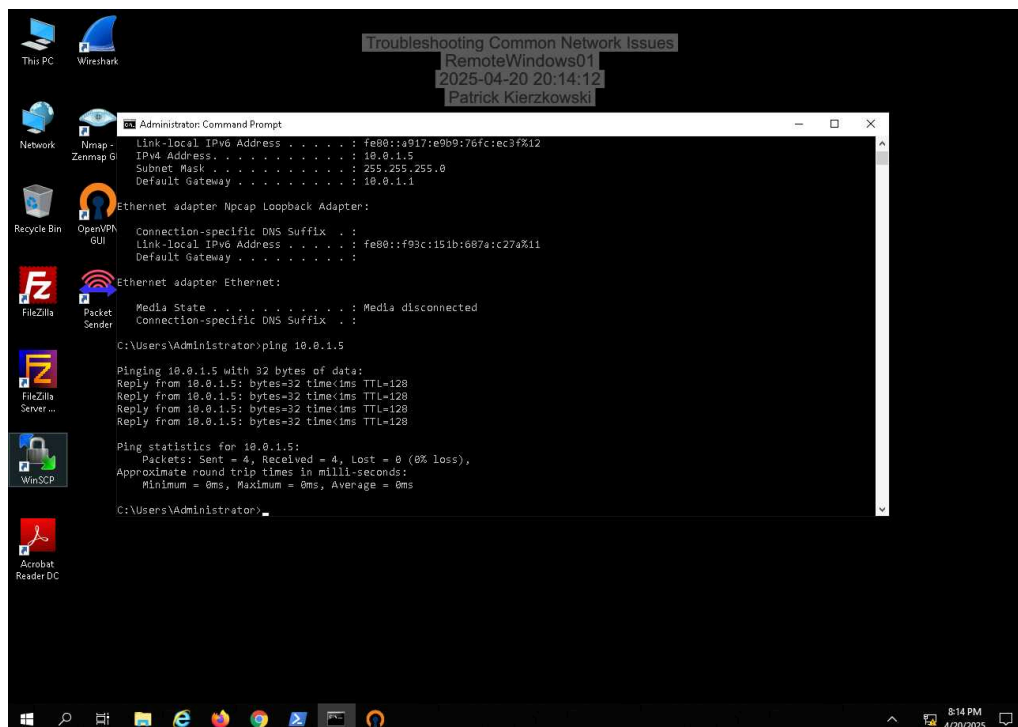 Troubleshooting Common Network Issues
RemoteWindows01
2025-04-20 20:14:12
Patrick Kierzkowski
This PC
Wireshark
Network
Nmap -
Zenmap G
Recycle Bin
OpenVPN
GUI
FileZilla
Packet
Sender
FileZilla
Server ...
WinSCP
Acrobat
Reader DC
Administrator: Command Prompt
Link-local IPv6 Address . . . . . : fe80::a917:e9b9:76fc:ec3f%12
IPv4 Address. . . . . . . . . . . : 10.0.1.5
Subnet Mask . . . . . . . . . . . : 255.255.255.0
Default Gateway . . . . . . . . . : 10.0.1.1
Ethernet adapter Npcap Loopback Adapter:
Connection-specific DNS Suffix  . :
Link-local IPv6 Address . . . . . : fe80::f93c:151b:687a:c27a%11
Default Gateway . . . . . . . . . :
Ethernet adapter Ethernet:
Media State . . . . . . . . . . . : Media disconnected
Connection-specific DNS Suffix  . :
C:\Users\Administrator>ping 10.0.1.5
Pinging 10.0.1.5 with 32 bytes of data:
Reply from 10.0.1.5: bytes=32 time<1ms TTL=128
Reply from 10.0.1.5: bytes=32 time<1ms TTL=128
Reply from 10.0.1.5: bytes=32 time<1ms TTL=128
Reply from 10.0.1.5: bytes=32 time<1ms TTL=128
Ping statistics for 10.0.1.5:
Packets: Sent = 4, Received = 4, Lost = 0 (0% loss),
Approximate round trip times in milli-seconds:
Minimum = 0ms, Maximum = 0ms, Average = 0ms
C:\Users\Administrator>_
8:14 PM
4/20/2025